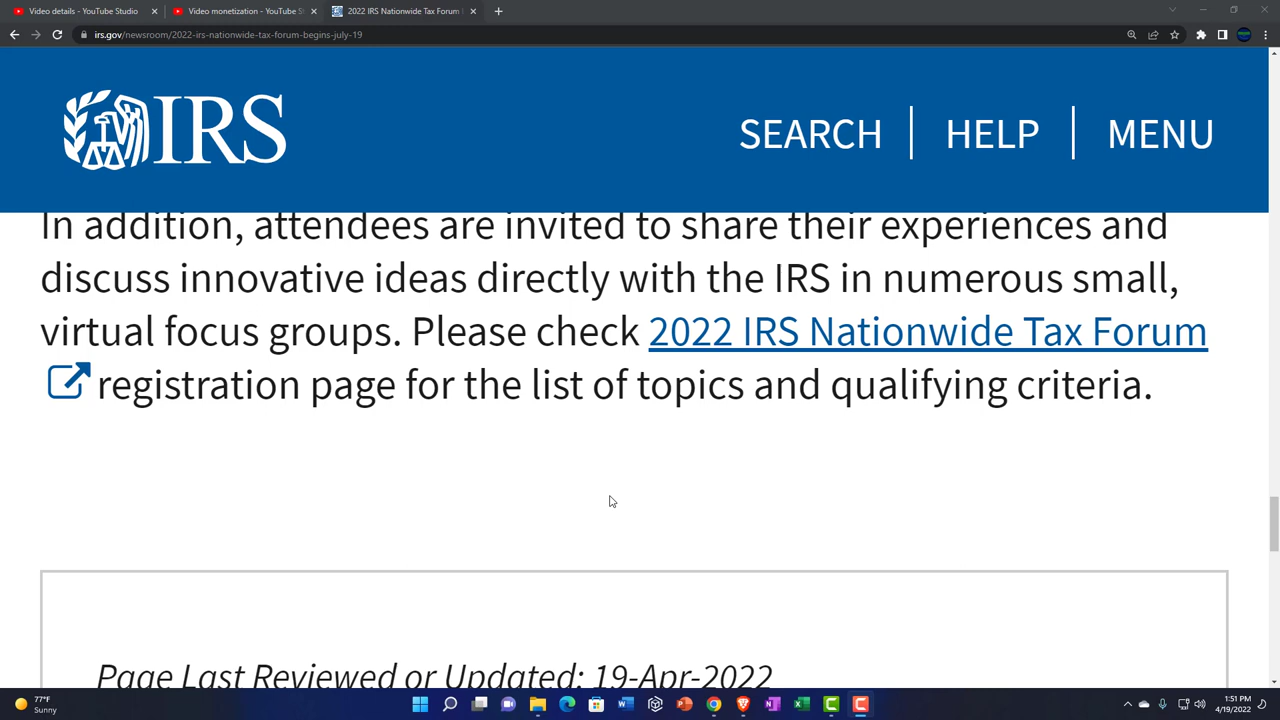 Video details - YouTube Studio
Video monetization - YouTube St
2022 IRS Nationwide Tax Forum
irs.gov/newsroom/2022-irs-nationwide-tax-forum-begins-july-19
IRS
SEARCH
HELP
MENU
In addition, attendees are invited to share their experiences and
discuss innovative ideas directly with the IRS in numerous small,
virtual focus groups. Please check 2022 IRS Nationwide Tax Forum
registration page for the list of topics and qualifying criteria.
Page Last Reviewed or Updated: 19-Apr-2022
77°F
Sunny
1:51 PM
4/19/2022